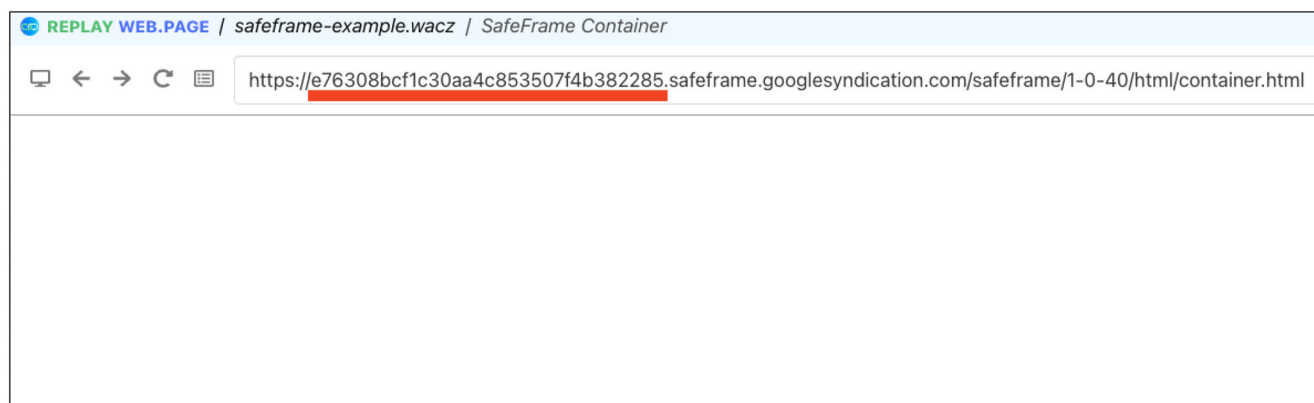 REPLAY WEB.PAGE / safeframe-example.wacz | SafeFrame Container
https://e76308bcf1c30aa4c853507f4b382285.safeframe.googlesyndication.com/safeframe/1-0-40/html/container.html